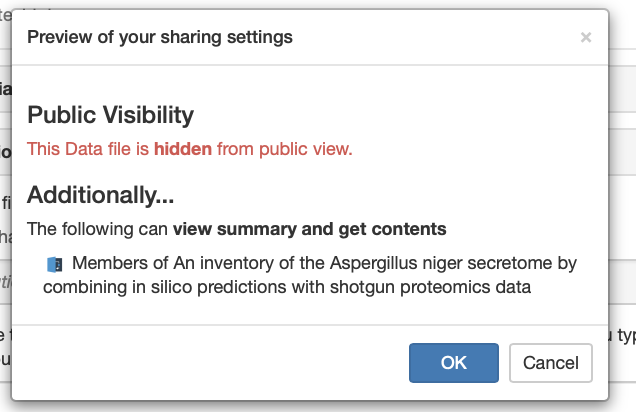 Preview of your sharing settings
×
Public Visibility
This Data file is hidden from public view.
Additionally...
The following can view summary and get contents
Members of An inventory of the Aspergillus niger secretome by
combining in silico predictions with shotgun proteomics data
OK
Cancel